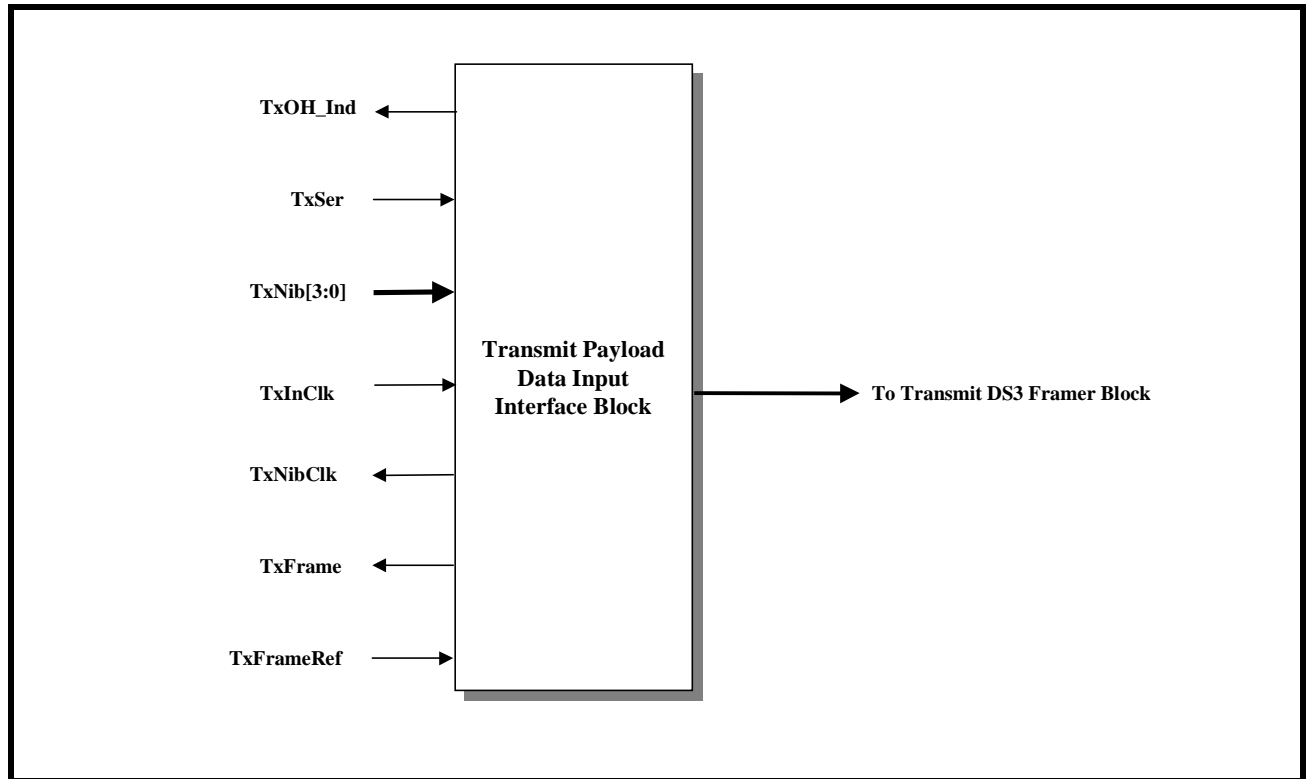 TxOH_Ind
TxSer
TxNib[3:0]
TxInClk
TxNibClk
TxFrame
TxFrameRef
Transmit Payload
Data Input
Interface Block
To Transmit DS3 Framer Block